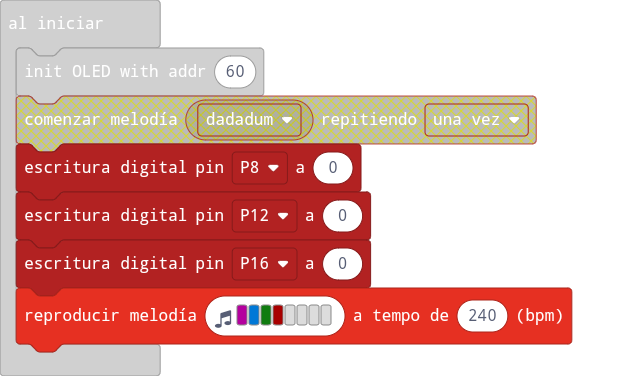 al iniciar
init OLED with addr 60
comenzar melodía dadadum repitiendo una vez
escritura digital pin P8 a 0
escritura digital pin P12 a 0
escritura digital pin P16 a 0
reproducir melodía a tempo de 240 (bpm)